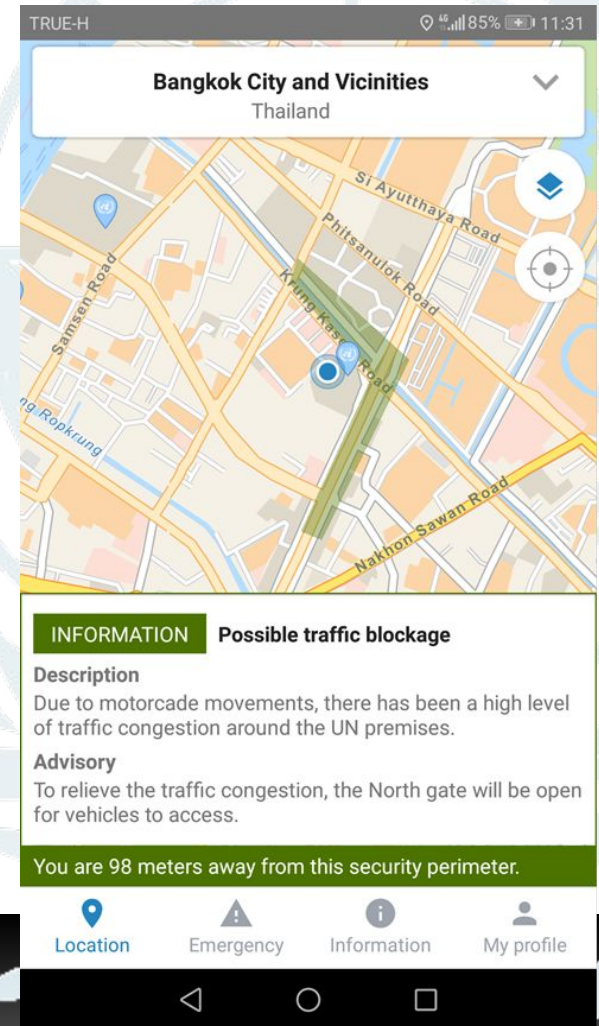 TRUE-H
85% 11:31
Bangkok City and Vicinities
Thailand
Si Ayutthaya Road
Phitsanulok Road
Krung Kasem Road
Samsen Road
ng Ropkrung
Nakhon Sawan Road
INFORMATION Possible traffic blockage
Description
Due to motorcade movements, there has been a high level
of traffic congestion around the UN premises.
Advisory
To relieve the traffic congestion, the North gate will be open
for vehicles to access.
You are 98 meters away from this security perimeter.
Location Emergency Information My profile